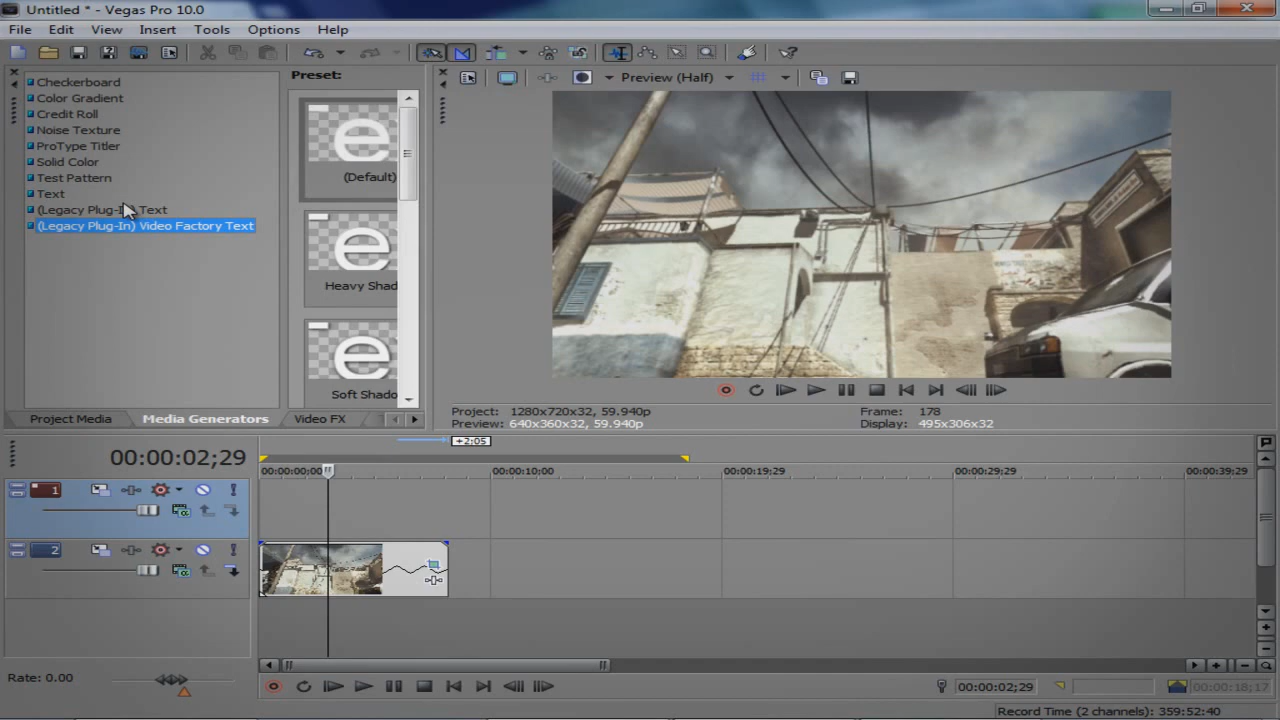 Untitled * - Vegas Pro 10.0
File Edit View Insert Tools Options Help
Checkerboard
Color Gradient
Credit Roll
Noise Texture
ProType Titler
Solid Color
Test Pattern
Text
(Legacy Plug-In) Text
(Legacy Plug-In) Video Factory Text
Preset:
e
(Default)
e
Heavy Shad
e
Soft Shado
Project Media Media Generators Video FX
Preview (Half)
Project: 1280x720x32, 59.940p
Preview: 640x360x32, 59.940p
Frame: 178
Display: 495x306x32
+2:05
00:00:02;29
00:00:00;00 00:00:10;00 00:00:19;29 00:00:29;29 00:00:39;29
1
2
Rate: 0.00
00:00:02;29
00:00:18;17
Record Time (2 channels): 359:52:40